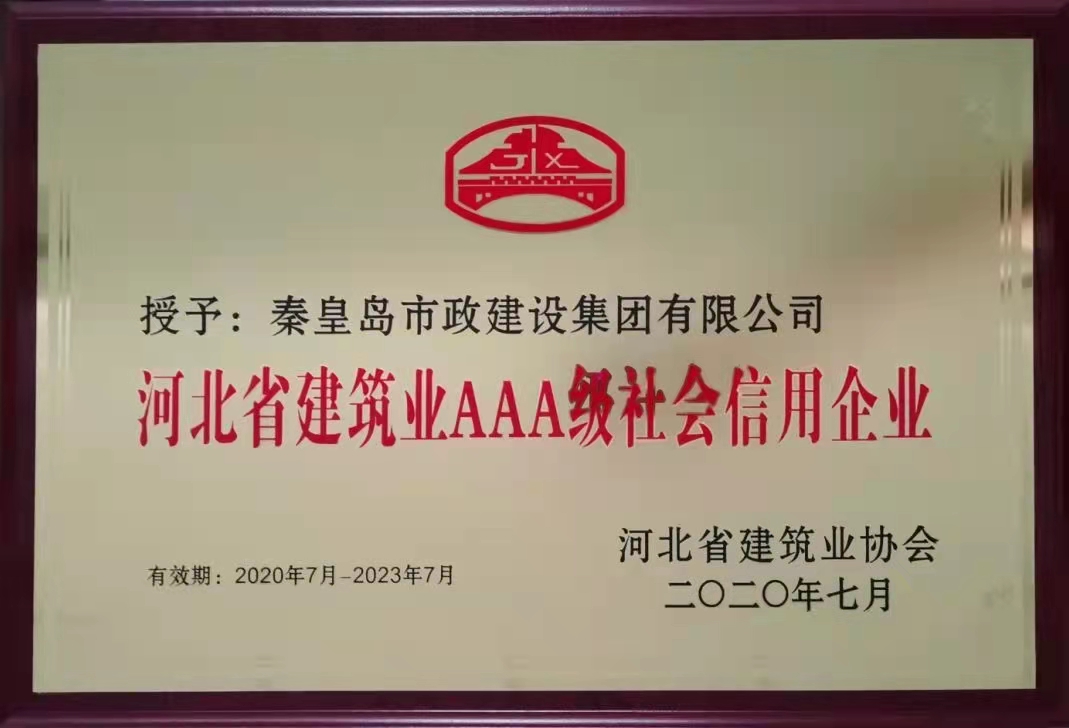 JX
授予：秦皇岛市政建设集团有限公司
河北省建筑业AAA级社会信用企业
河北省建筑业协会
有效期：2020年7月-2023年7月
二〇二〇年七月